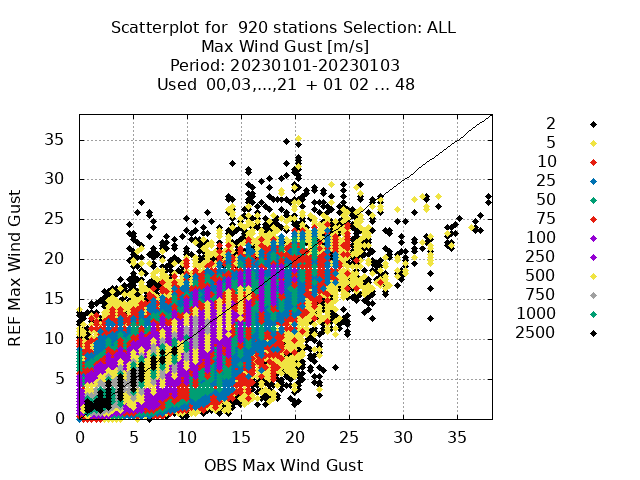 Scatterplot for  920 stations Selection: ALL
Max Wind Gust [m/s]
Period: 20230101-20230103
Used  00,03,...,21  + 01 02 ... 48
REF Max Wind Gust
35
30
25
20
15
10
5
0
0 5 10 15 20 25 30 35
OBS Max Wind Gust
2
5
10
25
50
75
100
250
500
750
1000
2500